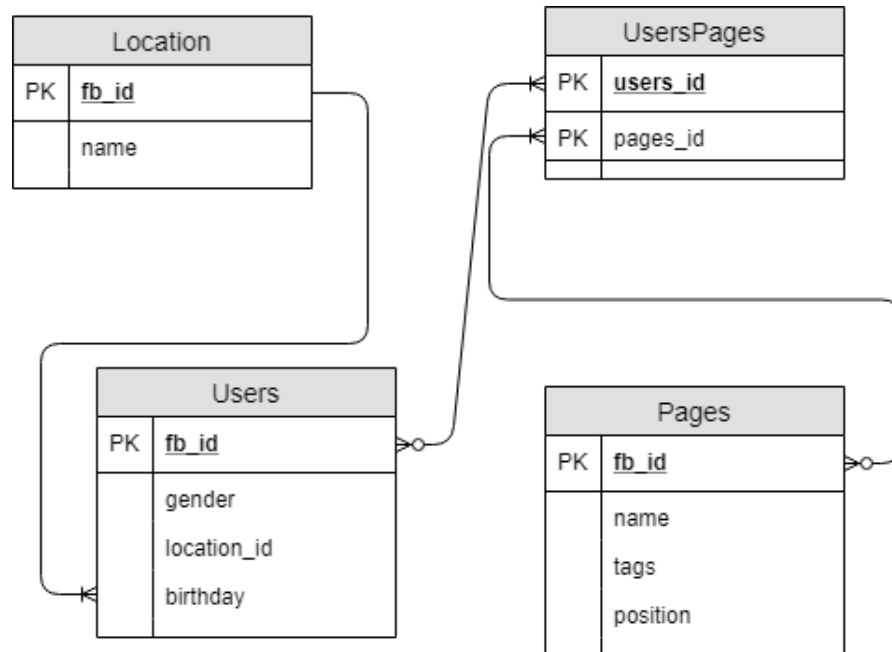 Location
PK fb_id
name
UsersPages
PK users_id
PK pages_id
Users
PK fb_id
gender
location_id
birthday
Pages
PK fb_id
name
tags
position